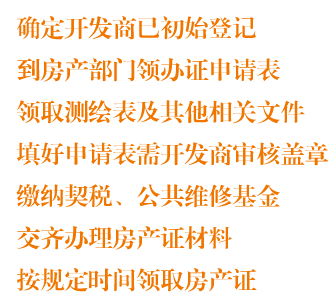 确定开发商已初始登记
到房产部门领办证申请表
领取测绘表及其他相关文件
填好申请表需开发商审核盖章
缴纳契税、公共维修基金
交齐办理房产证材料
按规定时间领取房产证